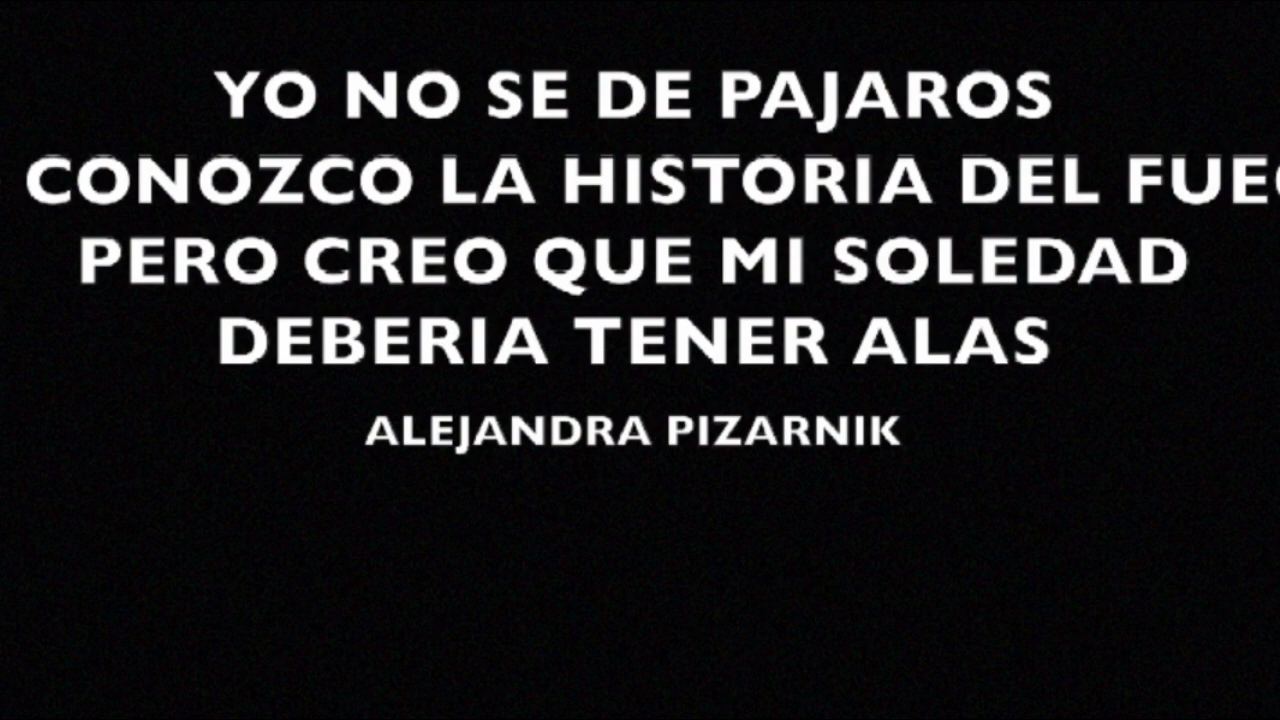 YO NO SE DE PAJAROS
CONOZCO LA HISTORIA DEL
PERO CREO QUE MI SOLEDAD
DEBERIA TENER ALAS
ALEJANDRA PIZARNIK